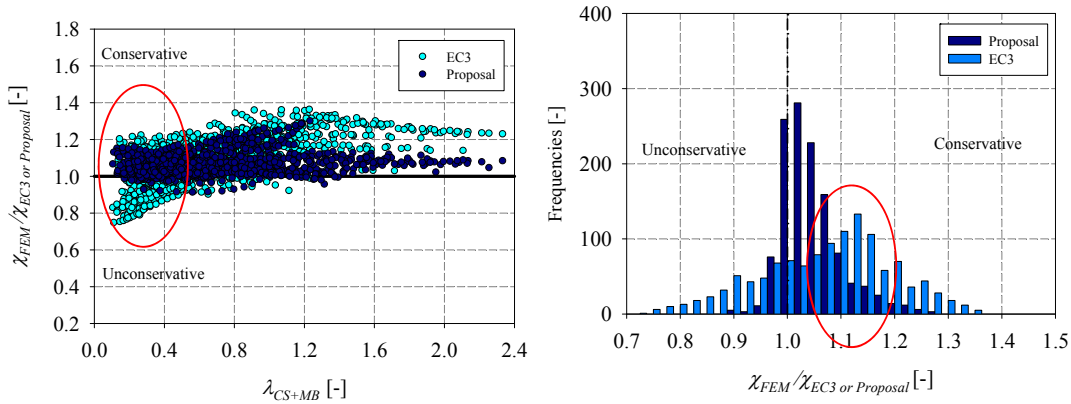 1.8
1.6
1.4
1.2
1.0
0.8
0.6
0.4
0.2
χFEM/χEC3 or Proposal [-]
Conservative
Unconservative
EC3
Proposal
0.0 0.4 0.8 1.2 1.6 2.0 2.4
λCS+MB [-]
400
300
200
100
0
Frequencies [-]
Proposal
EC3
Unconservative
Conservative
0.7 0.8 0.9 1.0 1.1 1.2 1.3 1.4 1.5
χFEM/χEC3 or Proposal [-]